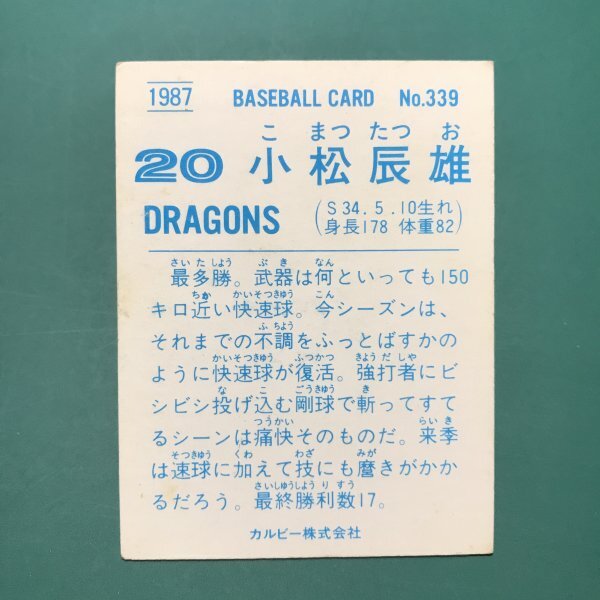 1987 BASEBALL CARD No.339
こ まつ たつ お
20 小松辰雄
DRAGONS (S34.5.10生れ
身長178 体重82)
さいたしょう ぶき なん
最多勝。武器は何といっても150
ちか かいそつきゅう こん
キロ近い快速球。今シーズンは、
ふちょう
それまでの不調をふっとばすかの
かいそつきゅう ふっかつ きょうだしゃ
ように快速球が復活。強打者にビ
な こ ごうきゅう き
シビシ投げ込む剛球で斬ってすて
つうかい らいき
るシーンは痛快そのものだ。来季
そつきゅう くわ わざ みが
は速球に加えて技にも磨きがかか
さいしゅうしょうりすう
るだろう。最終勝利数17。
カルビー株式会社